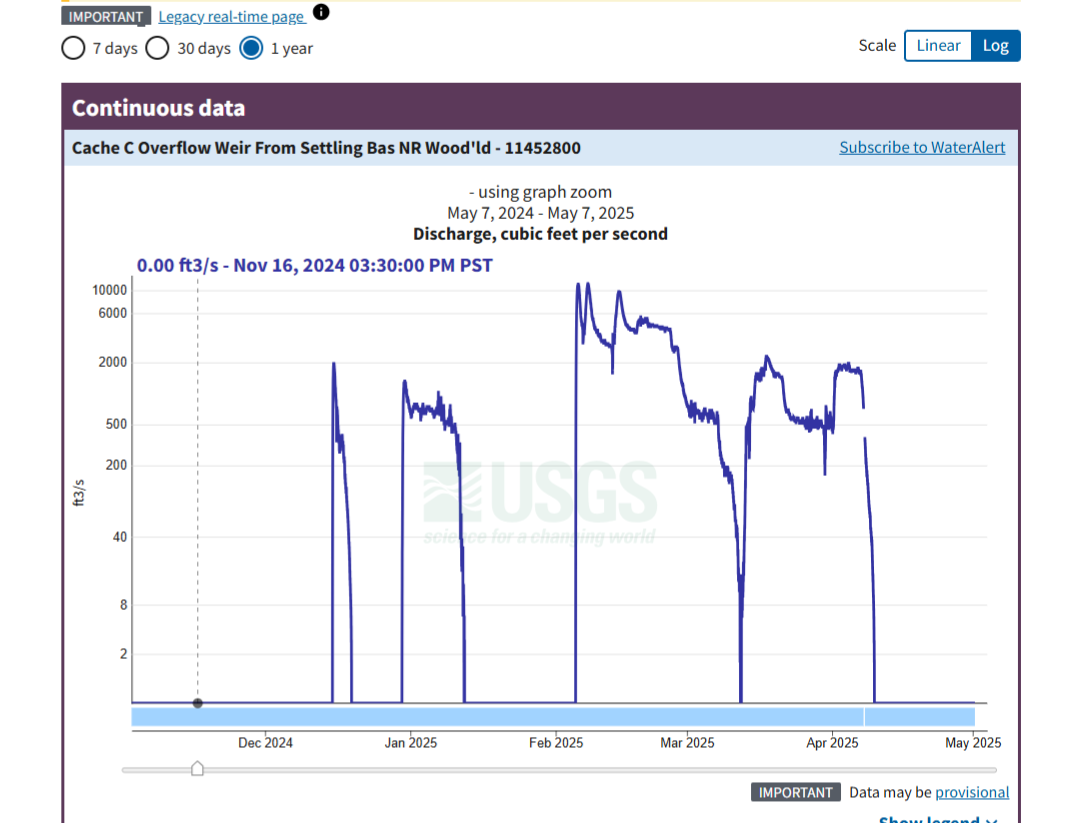 IMPORTANT Legacy real-time page
7 days 30 days 1 year
Scale Linear Log
Continuous data
Cache C Overflow Weir From Settling Bas NR Wood'ld - 11452800 Subscribe to WaterAlert
- using graph zoom
May 7, 2024 - May 7, 2025
Discharge, cubic feet per second
0.00 ft3/s - Nov 16, 2024 03:30:00 PM PST
10000
6000
2000
500
200
40
8
2
ft3/s
USGS
science for a changing world
Dec 2024 Jan 2025 Feb 2025 Mar 2025 Apr 2025 May 2025
IMPORTANT Data may be provisional
Show legend